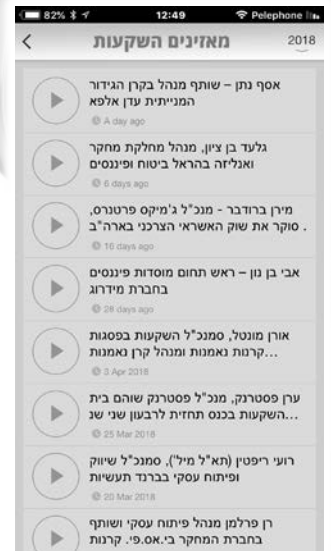 82% 12:49 Pelephone
מאזינים השקעות 2018
אסף נתן – שותף מנהל בקרן הגידור
המנייתית עדן אלפא
A day ago
גלעד בן ציון, מנהל מחלקת מחקר
ואנליזה בהראל ביטוח ופיננסים
6 days ago
מירן ברודבר - מנכ"ל ג'מיקס פרטנרס,
סוקר את שוק האשראי הצרכני בארה"ב .
16 days ago
אבי בן נון – ראש תחום מוסדות פיננסים
בחברת מידרוג
28 days ago
אורן מונטל, סמנכ"ל השקעות בפסגות
קרנות נאמנות ומנהל קרן נאמנות...
3 Apr 2018
ערן פסטרנק, מנכ"ל פסטרנק שוהם בית
השקעות בכנס תחזית לרבעון שני שנ...
25 Mar 2018
רועי ריפטין (תא"ל מיל'), סמנכ"ל שיווק
ופיתוח עסקי בברנד תעשיות
20 Mar 2018
רן פרלמן מנהל פיתוח עסקי ושותף
בחברת המחקר בי.או.פי. קרנות